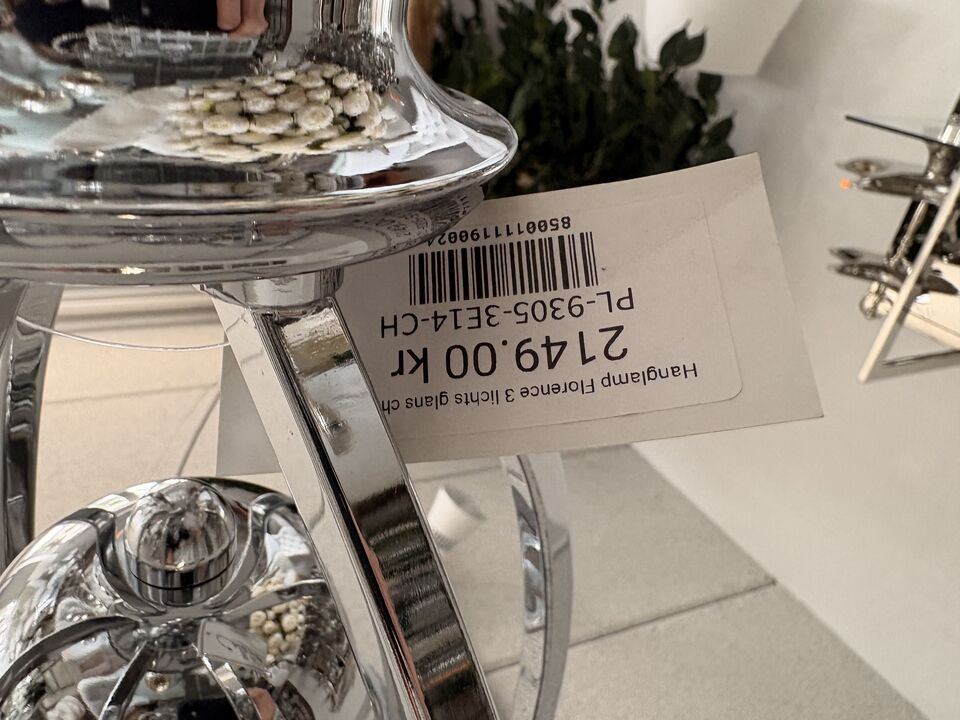 Hanglamp Florence 3 lichts glans ch
2149.00 kr
PL-9305-3E14-CH
8500111190024